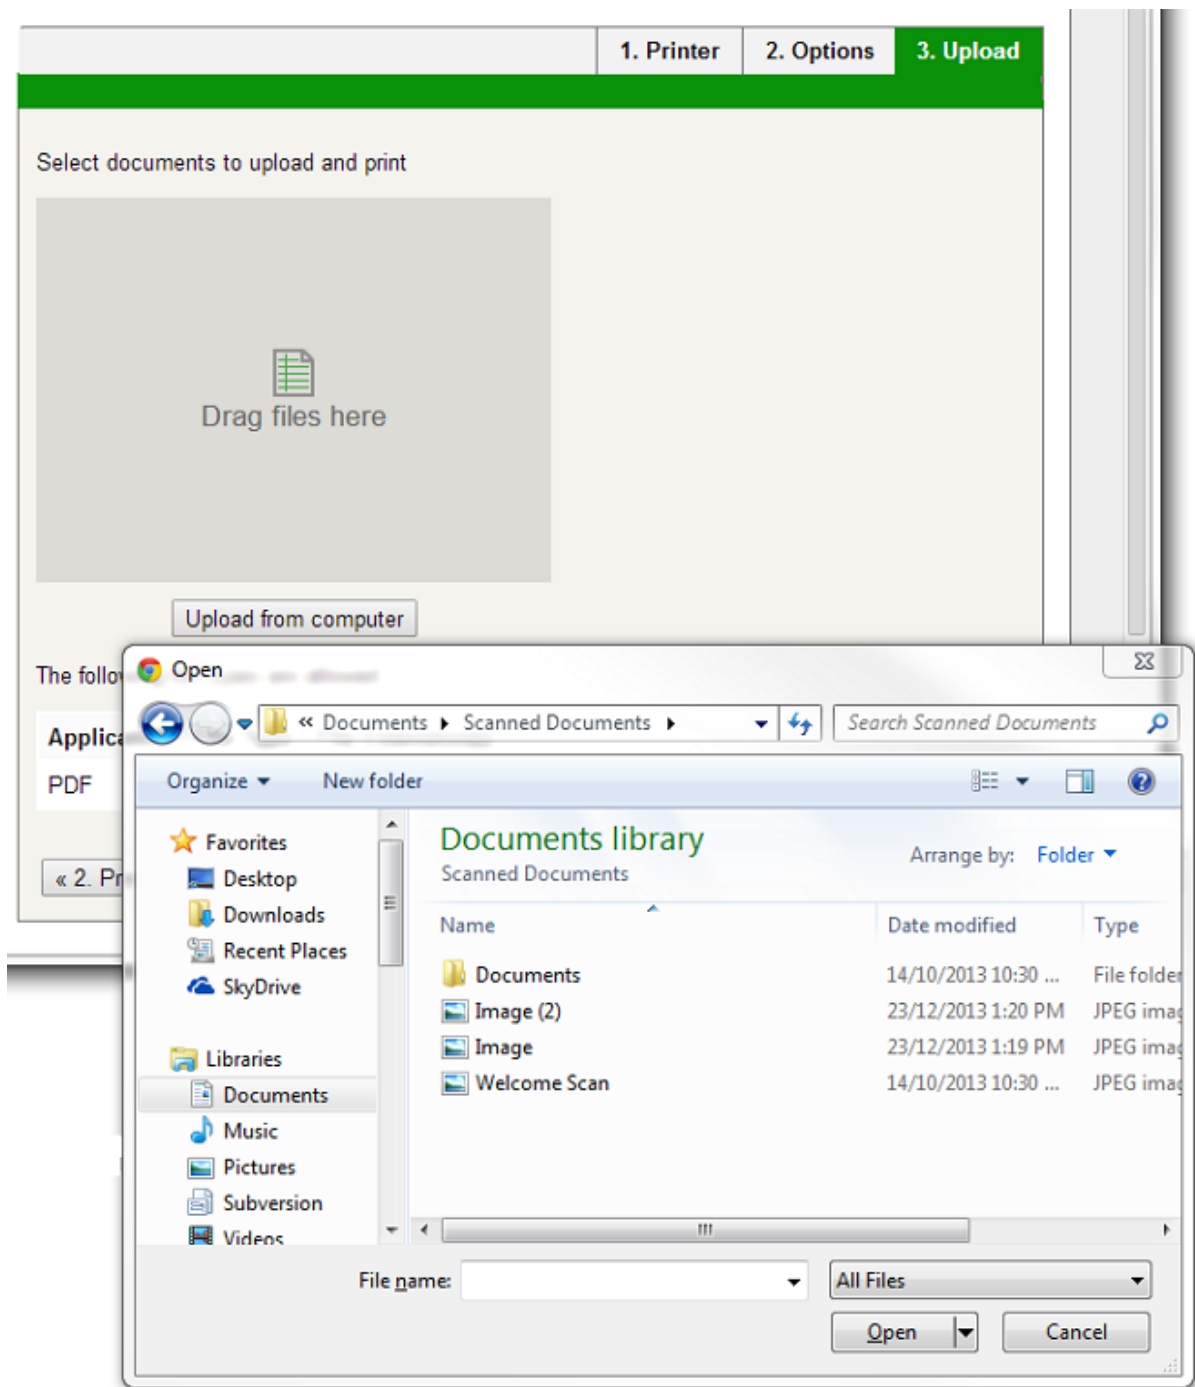 1. Printer 2. Options 3. Upload
Select documents to upload and print
Drag files here
Upload from computer
The follo
Applica
PDF
« 2. Pr
Open
« Documents Scanned Documents
Search Scanned Documents
Organize New folder
Favorites
Desktop
Downloads
Recent Places
SkyDrive
Libraries
Documents
Music
Pictures
Subversion
Videos
Documents library
Scanned Documents
Arrange by: Folder
Name Date modified Type
Documents 14/10/2013 10:30 ... File folder
Image (2) 23/12/2013 1:20 PM JPEG imag
Image 23/12/2013 1:19 PM JPEG imag
Welcome Scan 14/10/2013 10:30 ... JPEG imag
File name:
All Files
Open Cancel